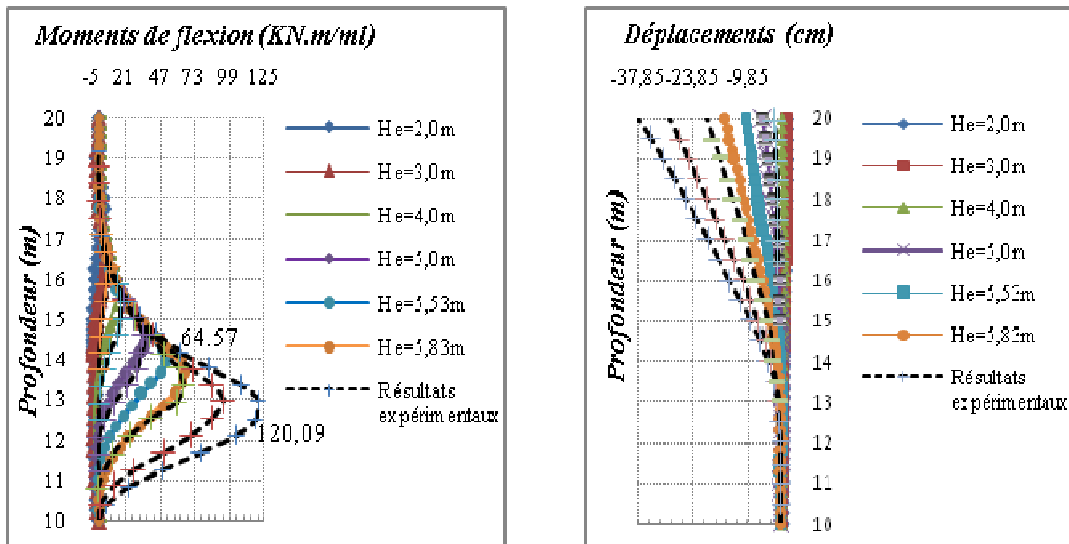 Moments de flexion (KN.m/ml)
-5 21 47 73 99 125
20
19
18
17
16
15
14
13
12
11
10
Profondeur (m)
64.57
120,09
He=2,0m
He=3,0m
He=4,0m
He=5,0m
He=5,53m
He=5,83m
Résultats
expérimentaux
Déplacements (cm)
-37,85 -23,85 -9,85
20
19
18
17
16
15
14
13
12
11
10
Profondeur (m)
He=2,0m
He=3,0m
He=4,0m
He=5,0m
He=5,53m
He=5,83m
Résultats
expérimentaux